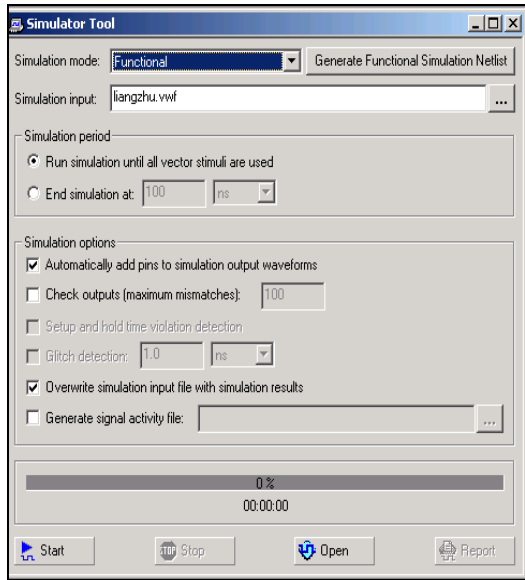 Simulator Tool
Simulation mode: Functional Generate Functional Simulation Netlist
Simulation input: liangzhu.vwf ...
Simulation period
Run simulation until all vector stimuli are used
End simulation at: 100 ns
Simulation options
Automatically add pins to simulation output waveforms
Check outputs (maximum mismatches): 100
Setup and hold time violation detection
Glitch detection: 1.0 ns
Overwrite simulation input file with simulation results
Generate signal activity file: ...
0 %
00:00:00
Start STOP Stop Open Report